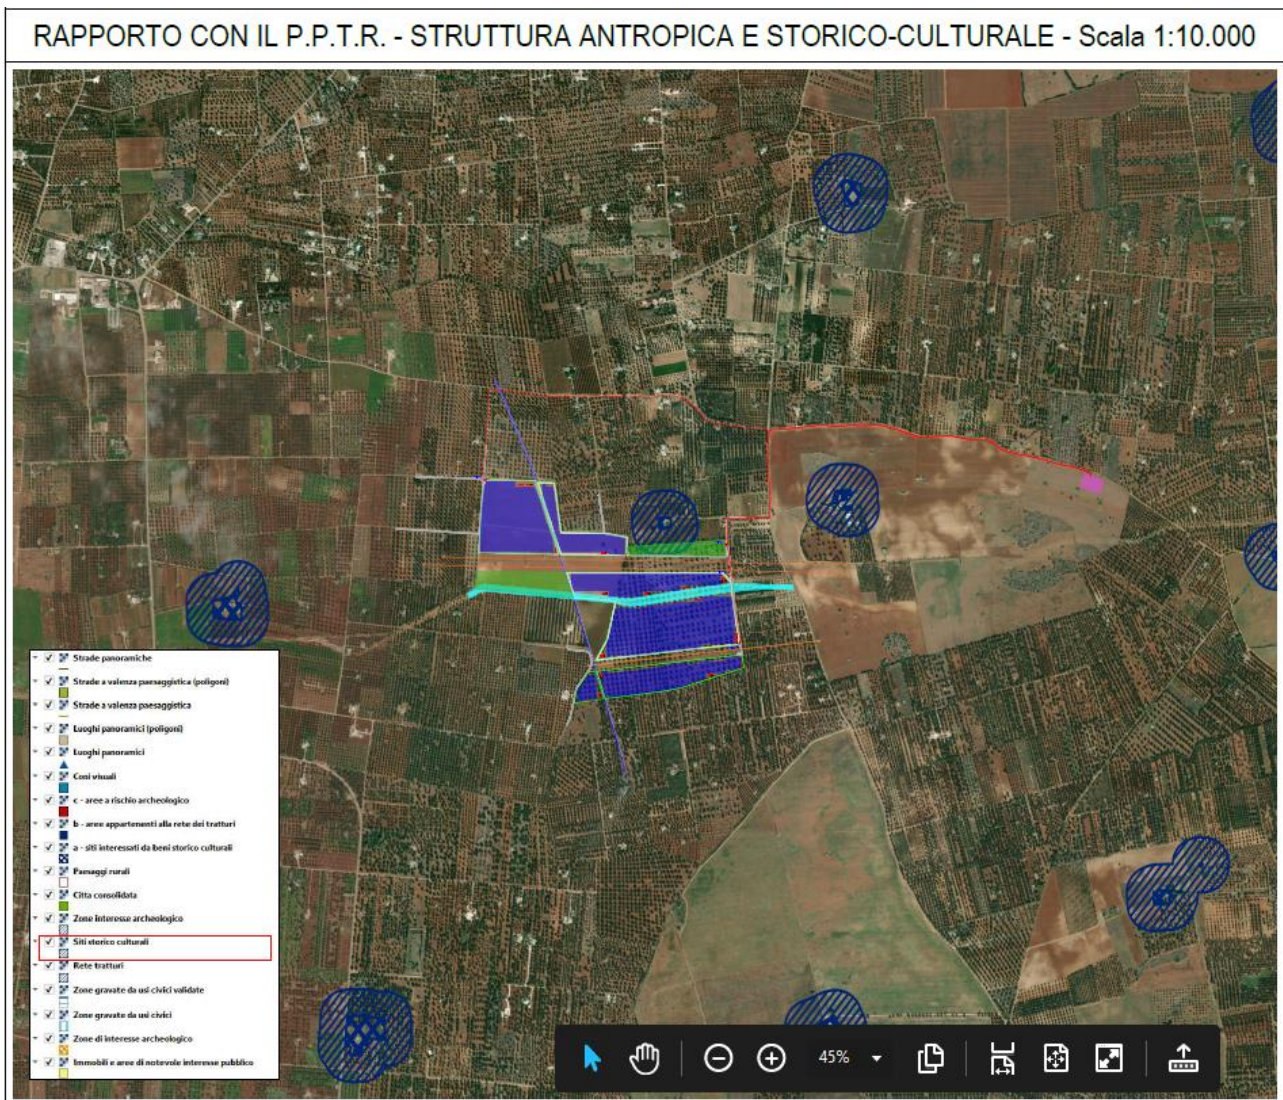 RAPPORTO CON IL P.P.T.R. - STRUTTURA ANTROPICA E STORICO-CULTURALE - Scala 1:10.000
Strade panoramiche
Strade a valenza paesaggistica (poligoni)
Strade a valenza paesaggistica
Luoghi panoramici (poligoni)
Luoghi panoramici
Coni visuali
c - aree a rischio archeologico
b - aree appartenenti alla rete dei tratturi
a - siti interessati da beni storico culturali
Paesaggi rurali
Citta consolidata
Zone interesse archeologico
Siti storico culturali
Rete tratturi
Zone gravate da usi civici validate
Zone gravate da usi civici
Zone di interesse archeologico
Immobili e aree di notevole interesse pubblico
45%